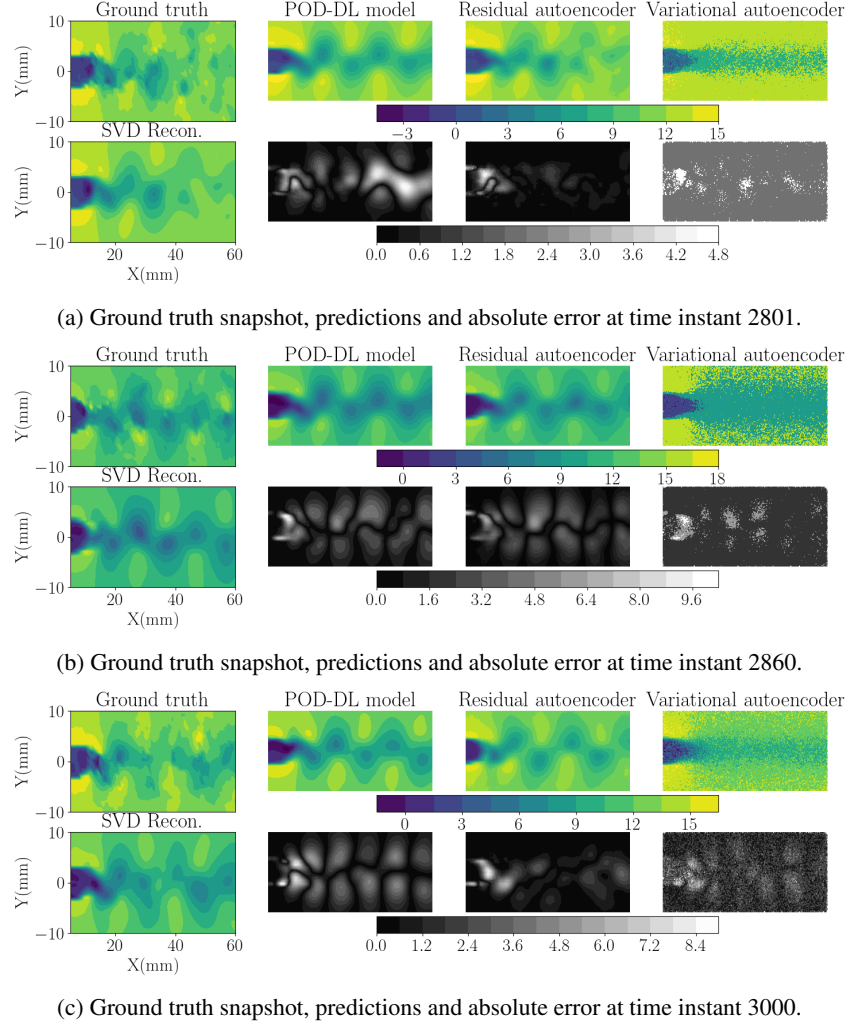 Ground truth POD-DL model Residual autoencoder Variational autoencoder
10
0
−10
Y(mm)
−3 0 3 6 9 12 15
SVD Recon.
10
0
−10
Y(mm)
20 40 60
X(mm)
0.0 0.6 1.2 1.8 2.4 3.0 3.6 4.2 4.8
(a) Ground truth snapshot, predictions and absolute error at time instant 2801.
Ground truth POD-DL model Residual autoencoder Variational autoencoder
10
0
−10
Y(mm)
0 3 6 9 12 15 18
SVD Recon.
10
0
−10
Y(mm)
20 40 60
X(mm)
0.0 1.6 3.2 4.8 6.4 8.0 9.6
(b) Ground truth snapshot, predictions and absolute error at time instant 2860.
Ground truth POD-DL model Residual autoencoder Variational autoencoder
10
0
−10
Y(mm)
0 3 6 9 12 15
SVD Recon.
10
0
−10
Y(mm)
20 40 60
X(mm)
0.0 1.2 2.4 3.6 4.8 6.0 7.2 8.4
(c) Ground truth snapshot, predictions and absolute error at time instant 3000.